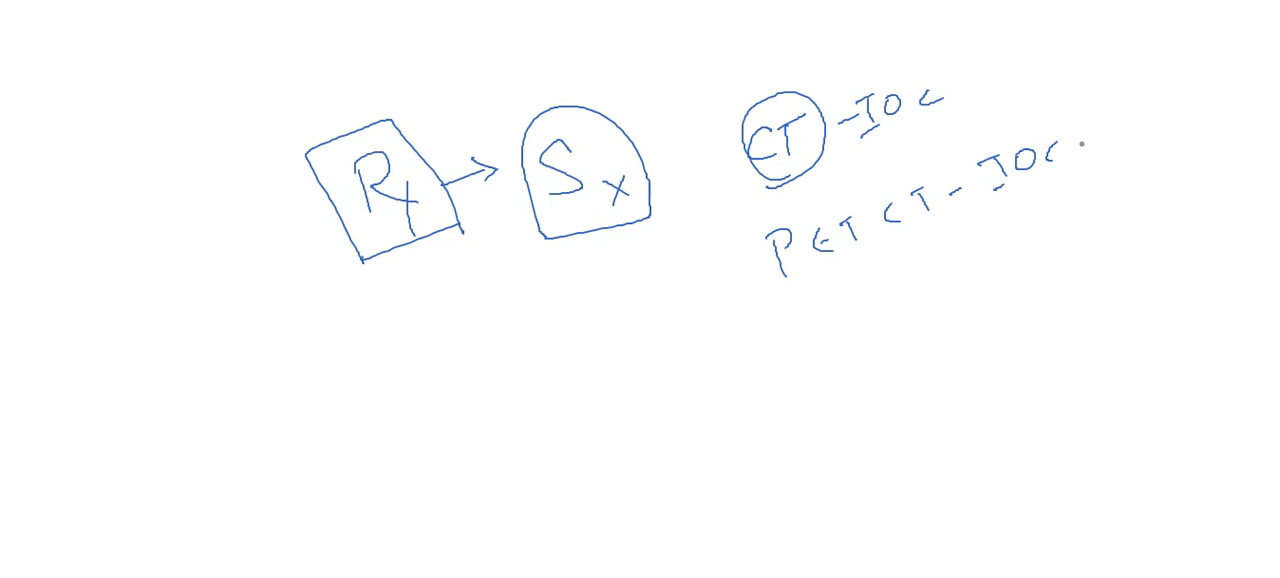 Rx → Sx
CT - IOC
PET CT - IOC.